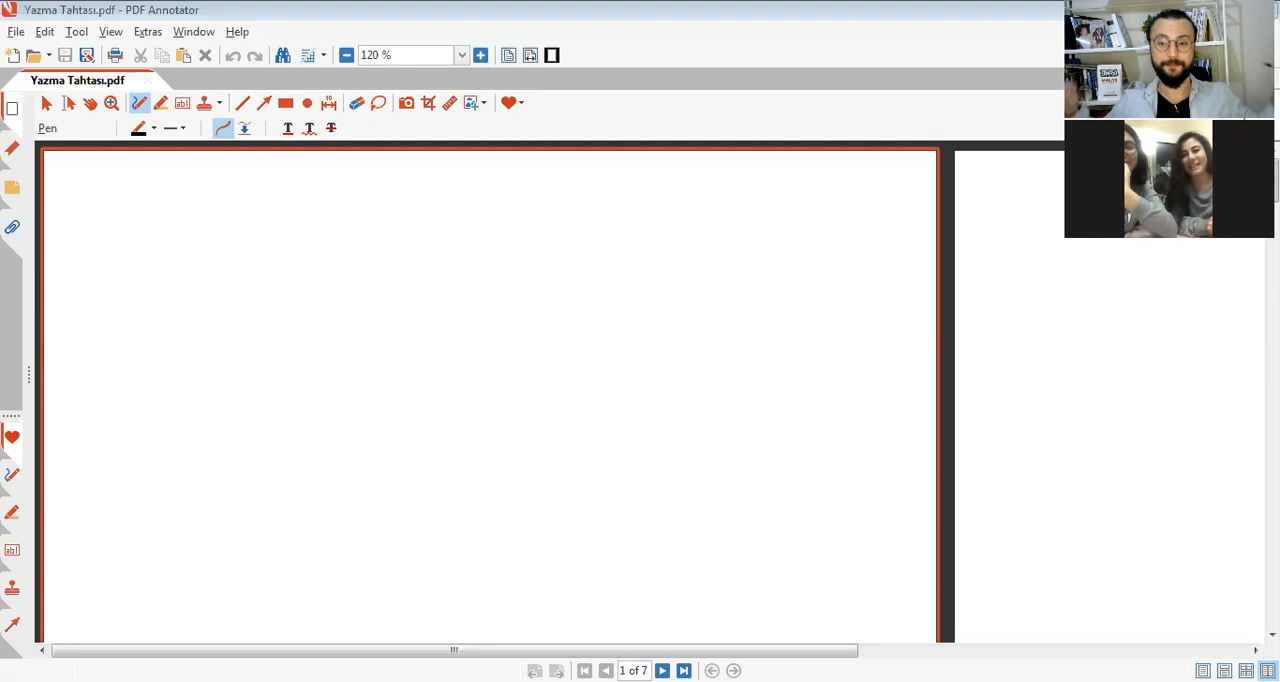 Yazma Tahtası.pdf - PDF Annotator
File Edit Tool View Extras Window Help
120 %
Yazma Tahtası.pdf
Pen
1 of 7